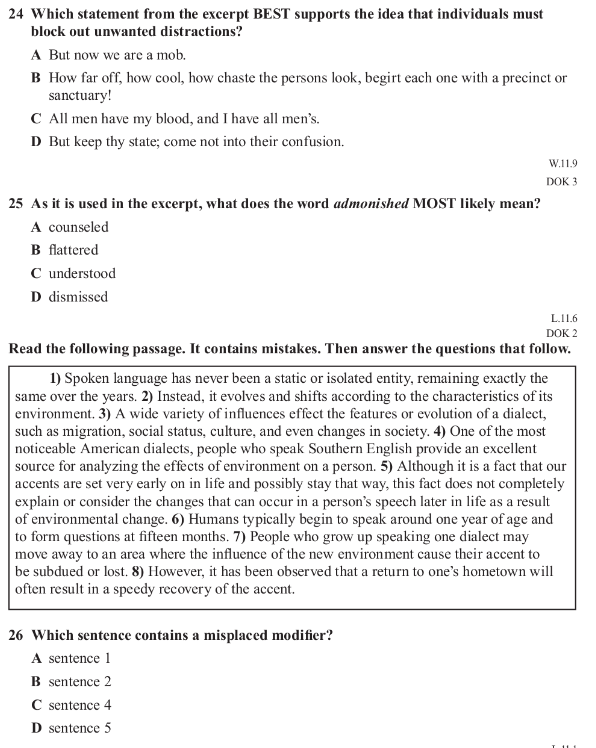 24 Which statement from the excerpt BEST supports the idea that individuals must
block out unwanted distractions?
A But now we are a mob.
B How far off, how cool, how chaste the persons look, begirt each one with a precinct or
sanctuary!
C All men have my blood, and I have all men's.
D But keep thy state; come not into their confusion.
W.11.9
DOK 3
25 As it is used in the excerpt, what does the word admonished MOST likely mean?
A counseled
B flattered
C understood
D dismissed
L.11.6
DOK 2
Read the following passage. It contains mistakes. Then answer the questions that follow.
1) Spoken language has never been a static or isolated entity, remaining exactly the
same over the years. 2) Instead, it evolves and shifts according to the characteristics of its
environment. 3) A wide variety of influences effect the features or evolution of a dialect,
such as migration, social status, culture, and even changes in society. 4) One of the most
noticeable American dialects, people who speak Southern English provide an excellent
source for analyzing the effects of environment on a person. 5) Although it is a fact that our
accents are set very early on in life and possibly stay that way, this fact does not completely
explain or consider the changes that can occur in a person's speech later in life as a result
of environmental change. 6) Humans typically begin to speak around one year of age and
to form questions at fifteen months. 7) People who grow up speaking one dialect may
move away to an area where the influence of the new environment cause their accent to
be subdued or lost. 8) However, it has been observed that a return to one's hometown will
often result in a speedy recovery of the accent.
26 Which sentence contains a misplaced modifier?
A sentence 1
B sentence 2
C sentence 4
D sentence 5